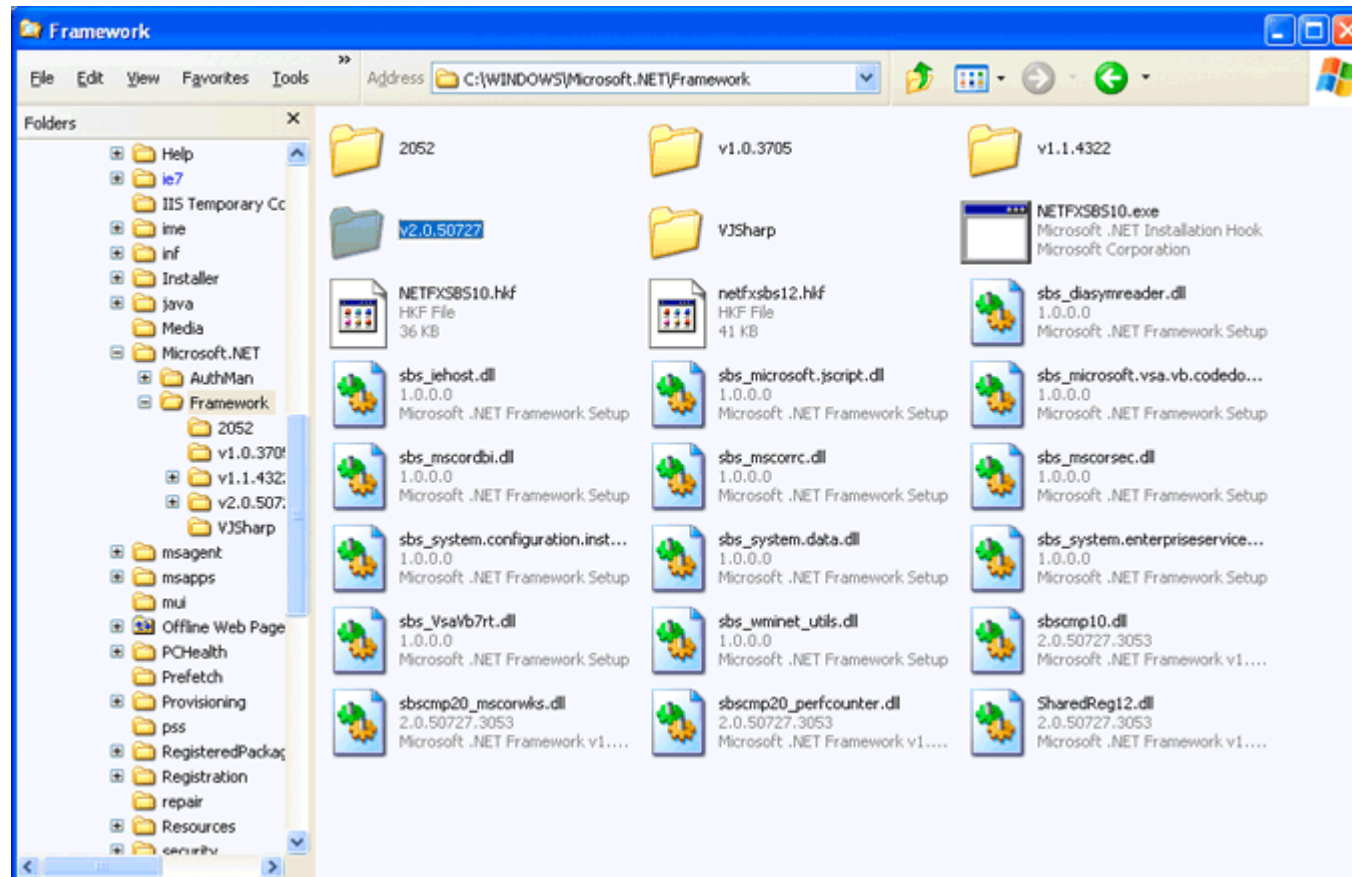 Framework
File Edit View Favorites Tools » Address C:\WINDOWS\Microsoft.NET\Framework
Folders
Help
ie7
IIS Temporary Co
ime
inf
Installer
java
Media
Microsoft.NET
AuthMan
Framework
2052
v1.0.370
v1.1.432
v2.0.507
VJSharp
msagent
msapps
mui
Offline Web Page
PCHealth
Prefetch
Provisioning
pss
RegisteredPackag
Registration
repair
Resources
security
2052
v1.0.3705
v1.1.4322
v2.0.50727
VJSharp
NETFXSBS10.exe
Microsoft .NET Installation Hook
Microsoft Corporation
NETFXSBS10.hkf
HKF File
36 KB
netfxsbs12.hkf
HKF File
41 KB
sbs_diasymreader.dll
1.0.0.0
Microsoft .NET Framework Setup
sbs_iehost.dll
1.0.0.0
Microsoft .NET Framework Setup
sbs_microsoft.jscript.dll
1.0.0.0
Microsoft .NET Framework Setup
sbs_microsoft.vsa.vb.codedo...
1.0.0.0
Microsoft .NET Framework Setup
sbs_mscordbi.dll
1.0.0.0
Microsoft .NET Framework Setup
sbs_mscorrc.dll
1.0.0.0
Microsoft .NET Framework Setup
sbs_mscorsec.dll
1.0.0.0
Microsoft .NET Framework Setup
sbs_system.configuration.inst...
1.0.0.0
Microsoft .NET Framework Setup
sbs_system.data.dll
1.0.0.0
Microsoft .NET Framework Setup
sbs_system.enterpriseservice...
1.0.0.0
Microsoft .NET Framework Setup
sbs_VsaVb7rt.dll
1.0.0.0
Microsoft .NET Framework Setup
sbs_wminet_utils.dll
1.0.0.0
Microsoft .NET Framework Setup
sbscmp10.dll
2.0.50727.3053
Microsoft .NET Framework v1....
sbscmp20_mscorwks.dll
2.0.50727.3053
Microsoft .NET Framework v1....
sbscmp20_perfcounter.dll
2.0.50727.3053
Microsoft .NET Framework v1....
SharedReg12.dll
2.0.50727.3053
Microsoft .NET Framework v1....